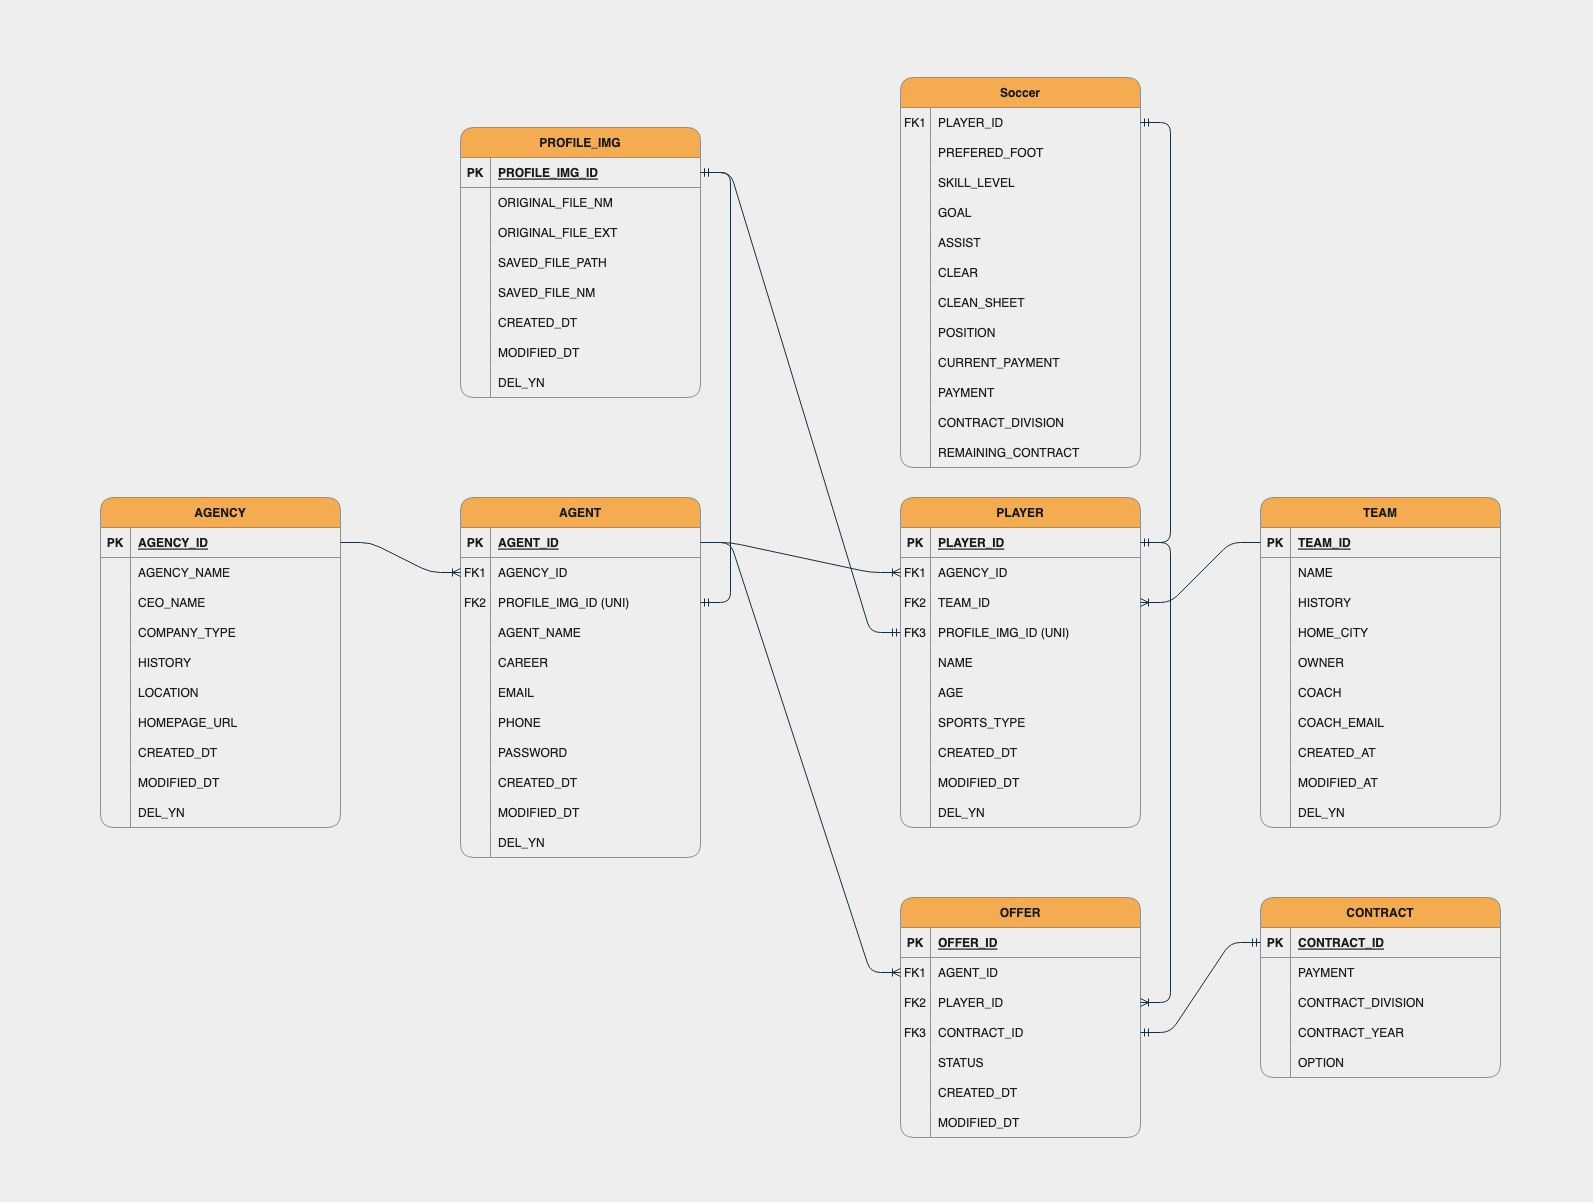 Soccer
FK1 PLAYER_ID
PREFERED_FOOT
SKILL_LEVEL
GOAL
ASSIST
CLEAR
CLEAN_SHEET
POSITION
CURRENT_PAYMENT
PAYMENT
CONTRACT_DIVISION
REMAINING_CONTRACT
PROFILE_IMG
PK PROFILE_IMG_ID
ORIGINAL_FILE_NM
ORIGINAL_FILE_EXT
SAVED_FILE_PATH
SAVED_FILE_NM
CREATED_DT
MODIFIED_DT
DEL_YN
AGENCY
PK AGENCY_ID
AGENCY_NAME
CEO_NAME
COMPANY_TYPE
HISTORY
LOCATION
HOMEPAGE_URL
CREATED_DT
MODIFIED_DT
DEL_YN
AGENT
PK AGENT_ID
FK1 AGENCY_ID
FK2 PROFILE_IMG_ID (UNI)
AGENT_NAME
CAREER
EMAIL
PHONE
PASSWORD
CREATED_DT
MODIFIED_DT
DEL_YN
PLAYER
PK PLAYER_ID
FK1 AGENCY_ID
FK2 TEAM_ID
FK3 PROFILE_IMG_ID (UNI)
NAME
AGE
SPORTS_TYPE
CREATED_DT
MODIFIED_DT
DEL_YN
TEAM
PK TEAM_ID
NAME
HISTORY
HOME_CITY
OWNER
COACH
COACH_EMAIL
CREATED_AT
MODIFIED_AT
DEL_YN
OFFER
PK OFFER_ID
FK1 AGENT_ID
FK2 PLAYER_ID
FK3 CONTRACT_ID
STATUS
CREATED_DT
MODIFIED_DT
CONTRACT
PK CONTRACT_ID
PAYMENT
CONTRACT_DIVISION
CONTRACT_YEAR
OPTION